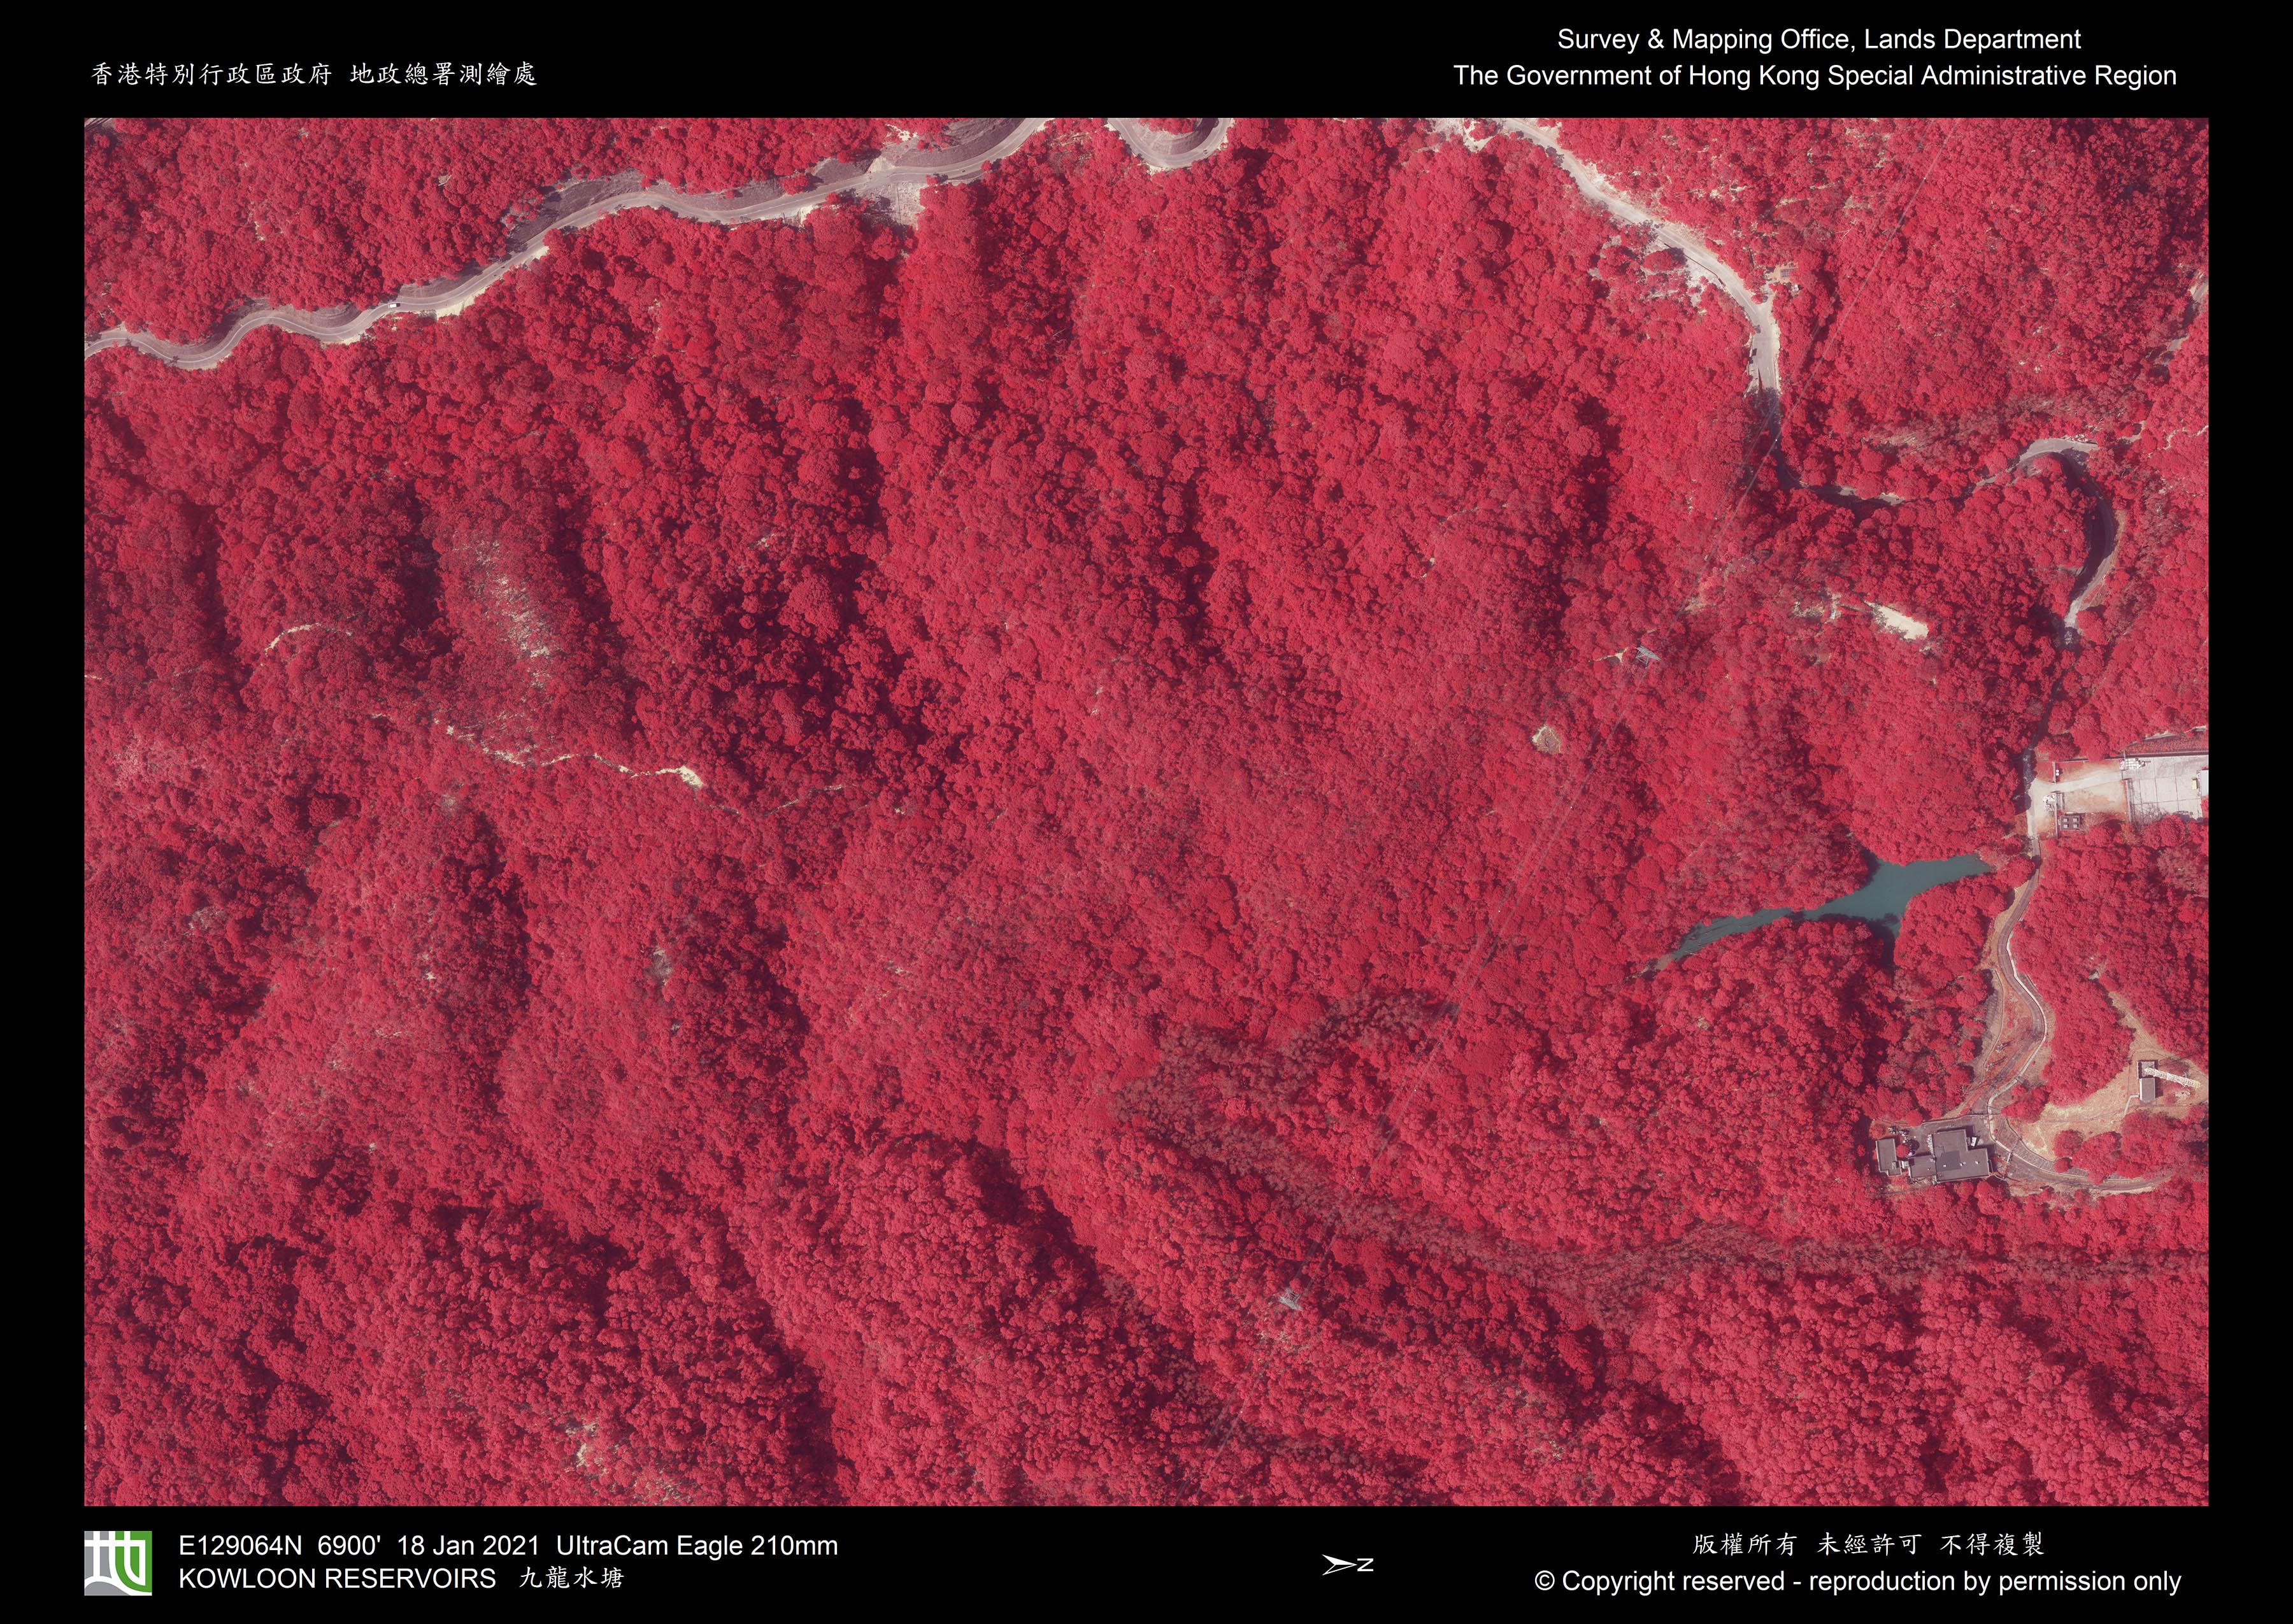 香港特別行政區政府 地政總署測繪處
Survey & Mapping Office, Lands Department
The Government of Hong Kong Special Administrative Region
E129064N 6900' 18 Jan 2021 UltraCam Eagle 210mm
KOWLOON RESERVOIRS 九龍水塘
N
版權所有 未經許可 不得複製
© Copyright reserved - reproduction by permission only